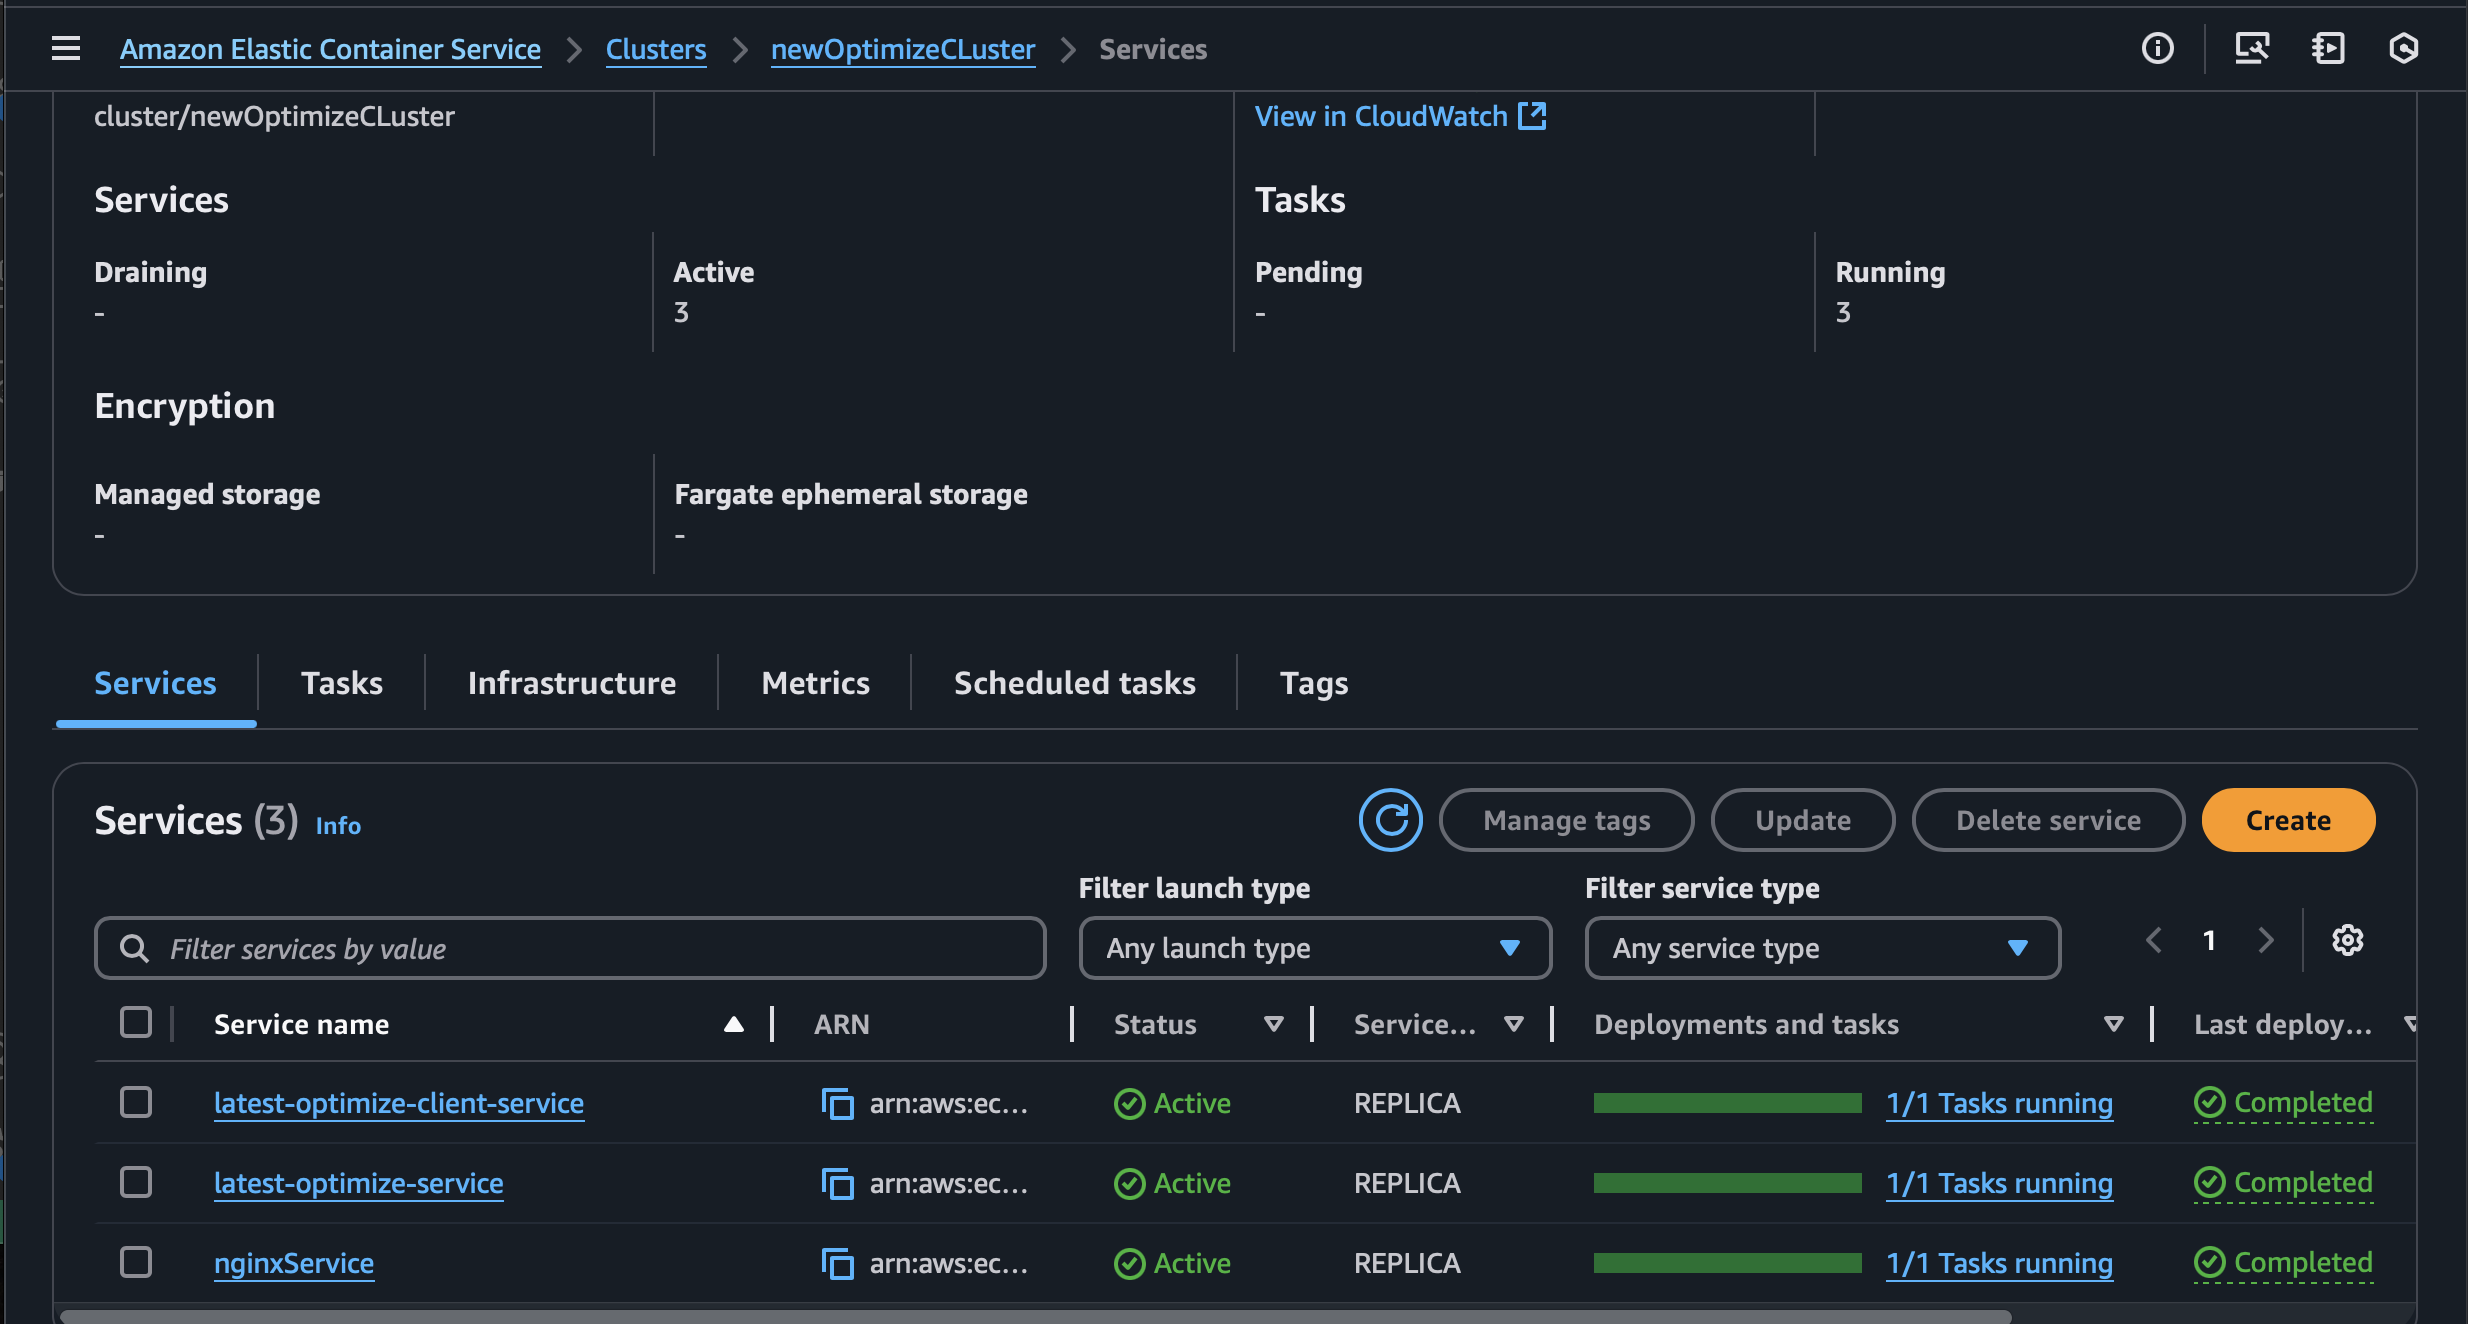 Amazon Elastic Container Service > Clusters > newOptimizeCLuster > Services
cluster/newOptimizeCLuster
View in CloudWatch
Services
Tasks
Draining
Active
Pending
Running
-
3
-
3
Encryption
Managed storage
Fargate ephemeral storage
-
-
Services
Tasks
Infrastructure
Metrics
Scheduled tasks
Tags
Services (3) Info
Manage tags
Update
Delete service
Create
Filter launch type
Filter service type
Filter services by value
Any launch type
Any service type
1
Service name
ARN
Status
Service...
Deployments and tasks
Last deploy...
latest-optimize-client-service arn:aws:ec... Active REPLICA 1/1 Tasks running Completed
latest-optimize-service arn:aws:ec... Active REPLICA 1/1 Tasks running Completed
nginxService arn:aws:ec... Active REPLICA 1/1 Tasks running Completed